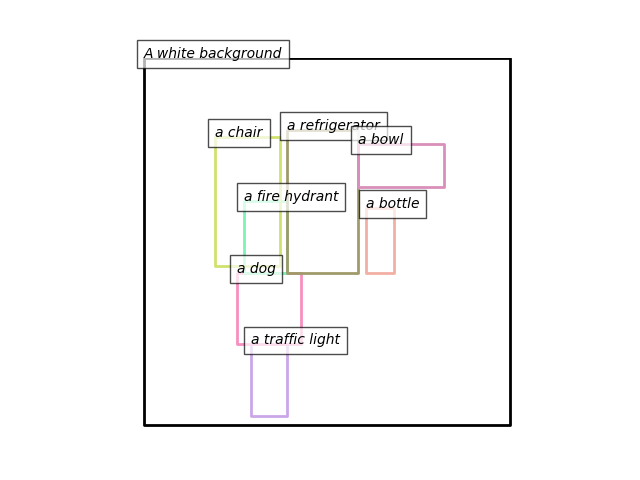 A white background
a chair
a refrigerator
a bowl
a fire hydrant
a bottle
a dog
a traffic light